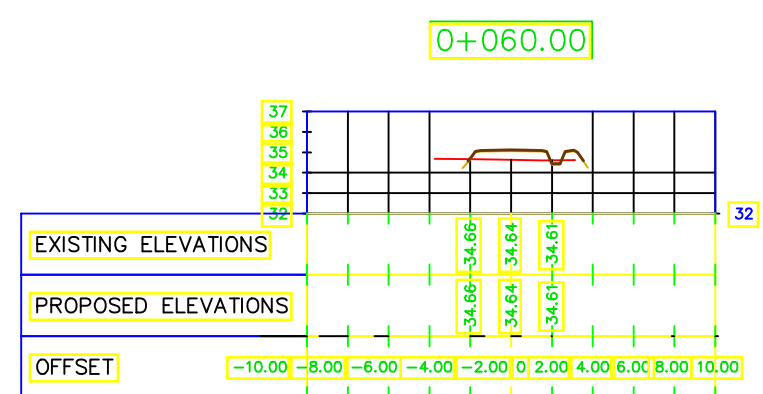 0+060.00
37
36
35
34
33
32 32
EXISTING ELEVATIONS -34.66 34.64 -34.61
PROPOSED ELEVATIONS -34.66 34.64 -34.61
OFFSET -10.00 -8.00 -6.00 -4.00 -2.00 0 2.00 4.00 6.00 8.00 10.00